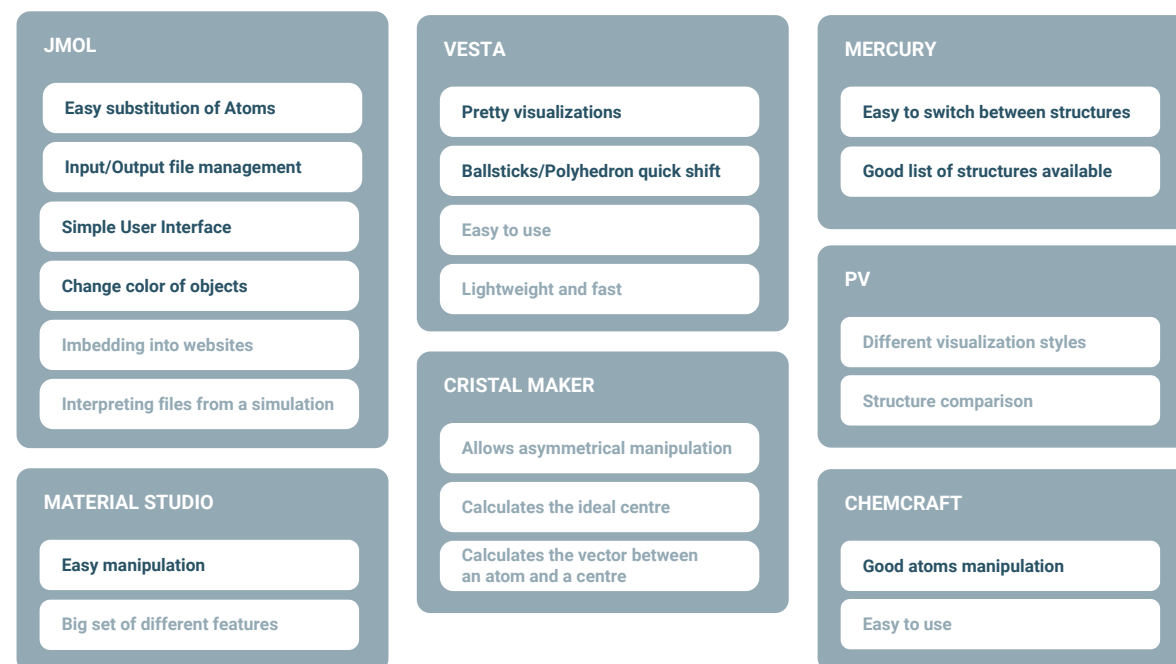 JMOL
Easy substitution of Atoms
Input/Output file management
Simple User Interface
Change color of objects
Imbedding into websites
Interpreting files from a simulation
MATERIAL STUDIO
Easy manipulation
Big set of different features
VESTA
Pretty visualizations
Ballsticks/Polyhedron quick shift
Easy to use
Lightweight and fast
CRISTAL MAKER
Allows asymmetrical manipulation
Calculates the ideal centre
Calculates the vector between
an atom and a centre
MERCURY
Easy to switch between structures
Good list of structures available
PV
Different visualization styles
Structure comparison
CHEMCRAFT
Good atoms manipulation
Easy to use